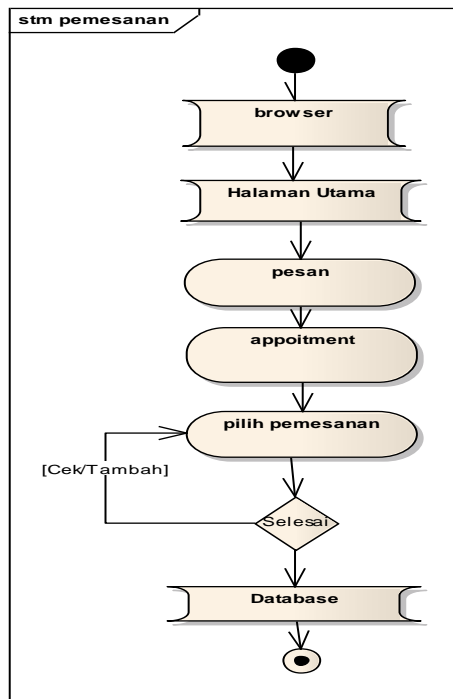 stm pemesanan
browser
Halaman Utama
pesan
appoitment
pilih pemesanan
[Cek/Tambah]
Selesai
Database